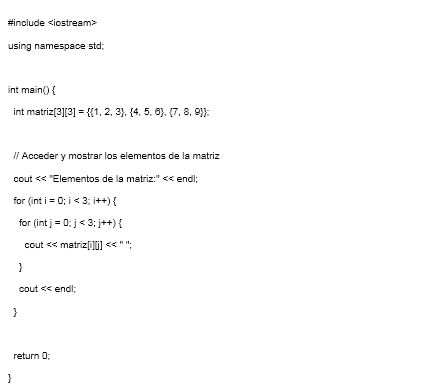 #include <iostream>
using namespace std;
int main() {
int matriz[3][3] = {{1, 2, 3}, {4, 5, 6}, {7, 8, 9}};
// Acceder y mostrar los elementos de la matriz
cout << "Elementos de la matriz:" << endl;
for (int i = 0; i < 3; i++) {
for (int j = 0; j < 3; j++) {
cout << matriz[i][j] << " ";
}
cout << endl;
}
return 0;
}